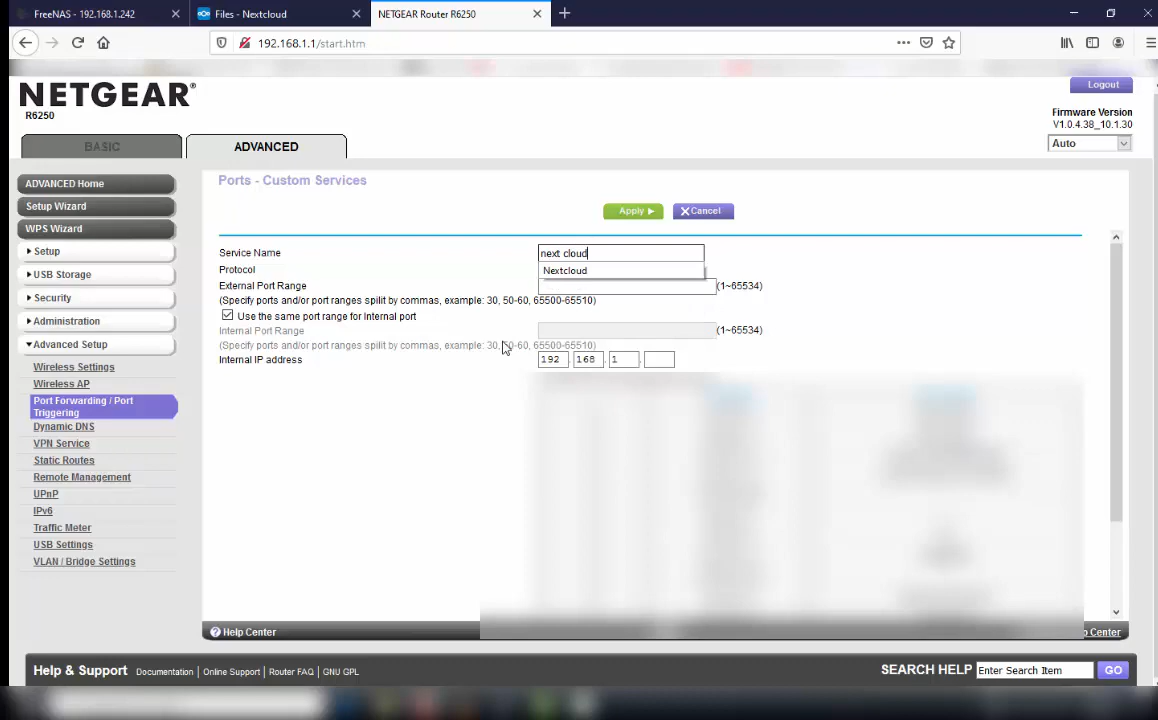 FreeNAS - 192.168.1.242
Files - Nextcloud
NETGEAR Router R6250
192.168.1.1/start.htm
NETGEAR®
R6250
Logout
Firmware Version
V1.0.4.38_10.1.30
Auto
BASIC
ADVANCED
ADVANCED Home
Setup Wizard
WPS Wizard
Setup
USB Storage
Security
Administration
Advanced Setup
Wireless Settings
Wireless AP
Port Forwarding / Port
Triggering
Dynamic DNS
VPN Service
Static Routes
Remote Management
UPnP
IPv6
Traffic Meter
USB Settings
VLAN / Bridge Settings
Ports - Custom Services
Apply
Cancel
Service Name next cloud
Protocol Nextcloud
External Port Range (1~65534)
(Specify ports and/or port ranges spilit by commas, example: 30, 50-60, 65500-65510)
Use the same port range for Internal port
Internal Port Range (1~65534)
(Specify ports and/or port ranges spilit by commas, example: 30, 50-60, 65500-65510)
Internal IP address 192 . 168 . 1 .
Help Center
Center
Help & Support Documentation | Online Support | Router FAQ | GNU GPL
SEARCH HELP Enter Search Item GO